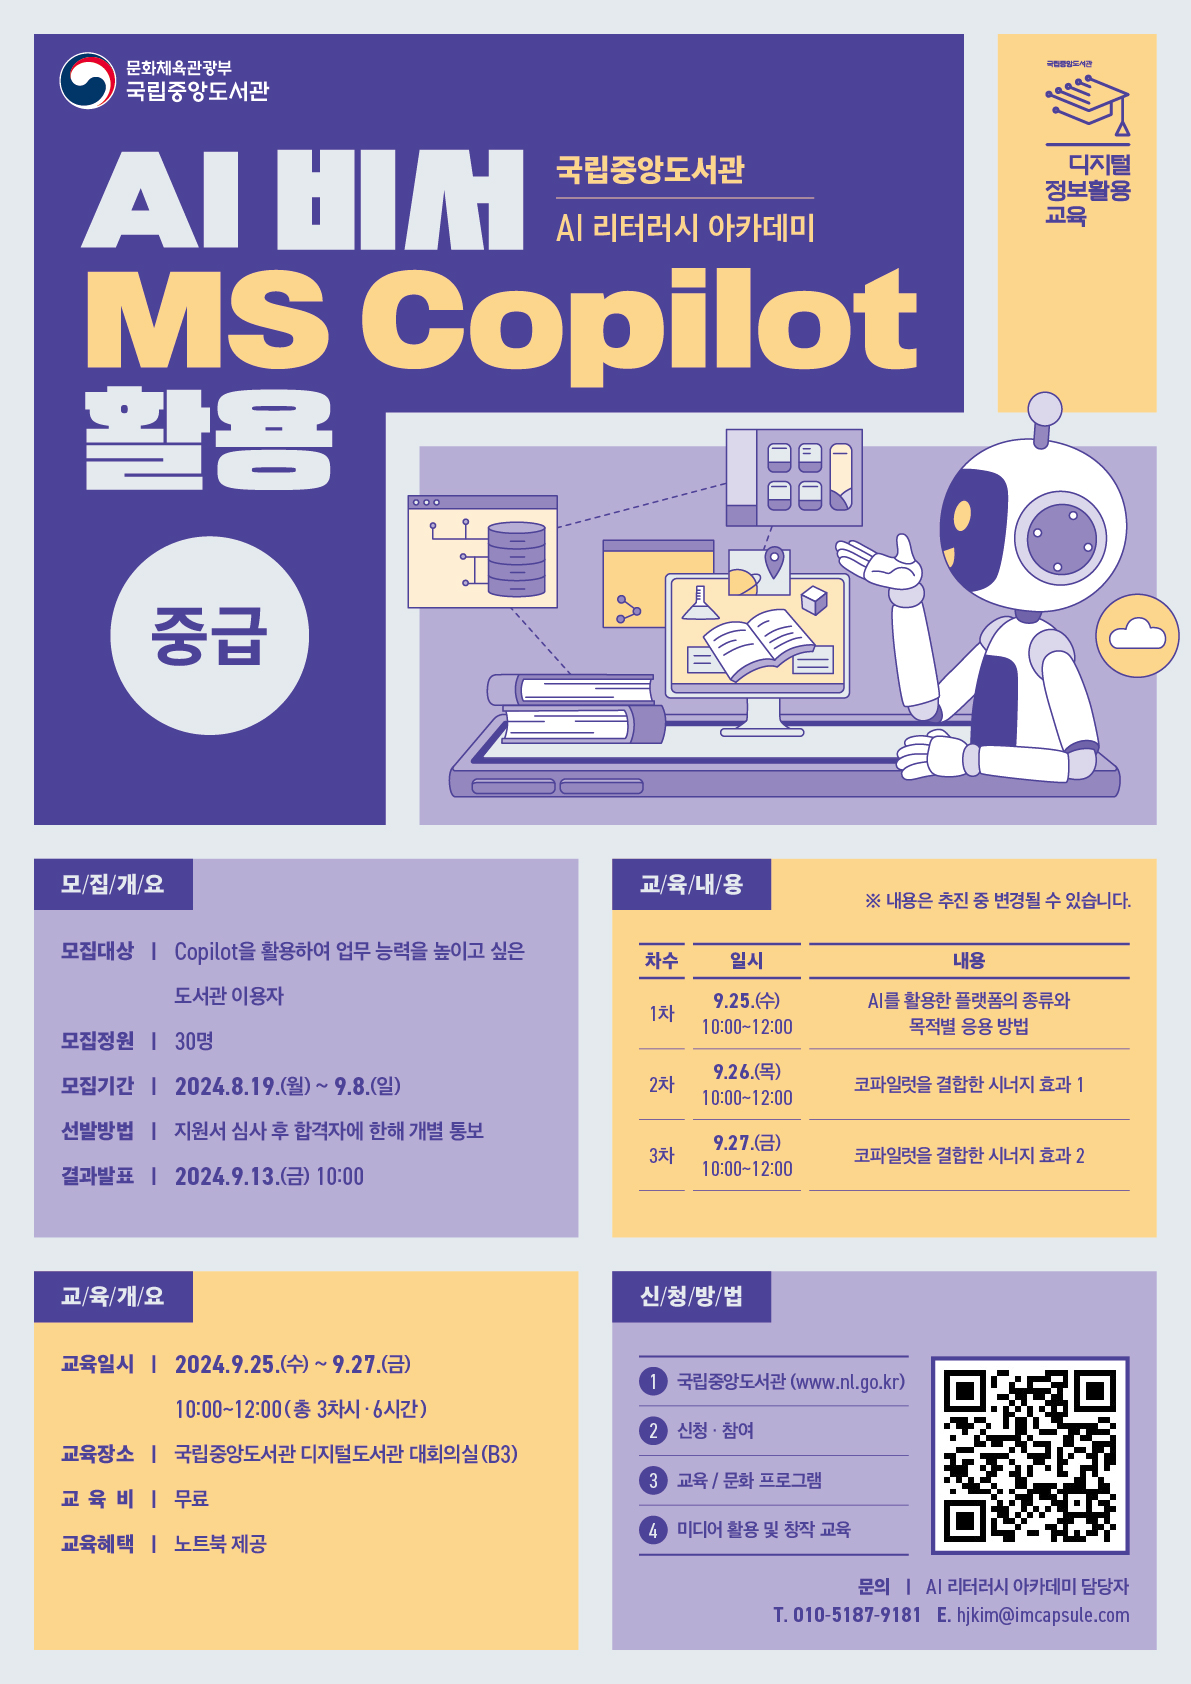 문화체육관광부
국립중앙도서관
AI 비서
국립중앙도서관
AI 리터러시 아카데미
MS Copilot
활용
중급
국립중앙도서관
디지털
정보활용
교육
모/집/개/요
모집대상 | Copilot을 활용하여 업무 능력을 높이고 싶은
도서관 이용자
모집정원 | 30명
모집기간 | 2024.8.19.(월) ~ 9.8.(일)
선발방법 | 지원서 심사 후 합격자에 한해 개별 통보
결과발표 | 2024.9.13.(금) 10:00
교/육/내/용
※ 내용은 추진 중 변경될 수 있습니다.
차수 일시 내용
1차 9.25.(수) 10:00~12:00 AI를 활용한 플랫폼의 종류와
목적별 응용 방법
2차 9.26.(목) 10:00~12:00 코파일럿을 결합한 시너지 효과 1
3차 9.27.(금) 10:00~12:00 코파일럿을 결합한 시너지 효과 2
교/육/개/요
교육일시 | 2024.9.25.(수) ~ 9.27.(금)
10:00~12:00(총 3차시·6시간)
교육장소 | 국립중앙도서관 디지털도서관 대회의실(B3)
교 육 비 | 무료
교육혜택 | 노트북 제공
신/청/방/법
1 국립중앙도서관 (www.nl.go.kr)
2 신청 · 참여
3 교육 / 문화 프로그램
4 미디어 활용 및 창작 교육
문의 | AI 리터러시 아카데미 담당자
T. 010-5187-9181 E. hjkim@imcapsule.com